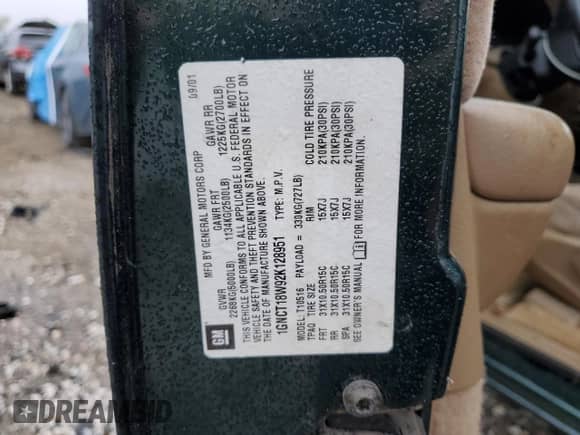 MFD BY GENERAL MOTORS CORP 09/01
GVWR GAWR FRT GAWR RR
2268KG(5000LB) 1134KG(2500LB) 1225KG(2700LB)
THIS VEHICLE CONFORMS TO ALL APPLICABLE U.S. FEDERAL MOTOR
VEHICLE SAFETY AND THEFT PREVENTION STANDARDS IN EFFECT ON
THE DATE OF MANUFACTURE SHOWN ABOVE.
1GNCT18W92K128951 TYPE: M.P.V.
MODEL: T10516 PAYLOAD = 330KG(727LB)
TPAQ TIRE SIZE RIM COLD TIRE PRESSURE
FRT 31X10.50R15C 15X7J 210KPA(30PSI)
RR 31X10.50R15C 15X7J 210KPA(30PSI)
SPA 31X10.50R15C 15X7J 210KPA(30PSI)
SEE OWNER'S MANUAL FOR MORE INFORMATION.
GM
DREAMBID